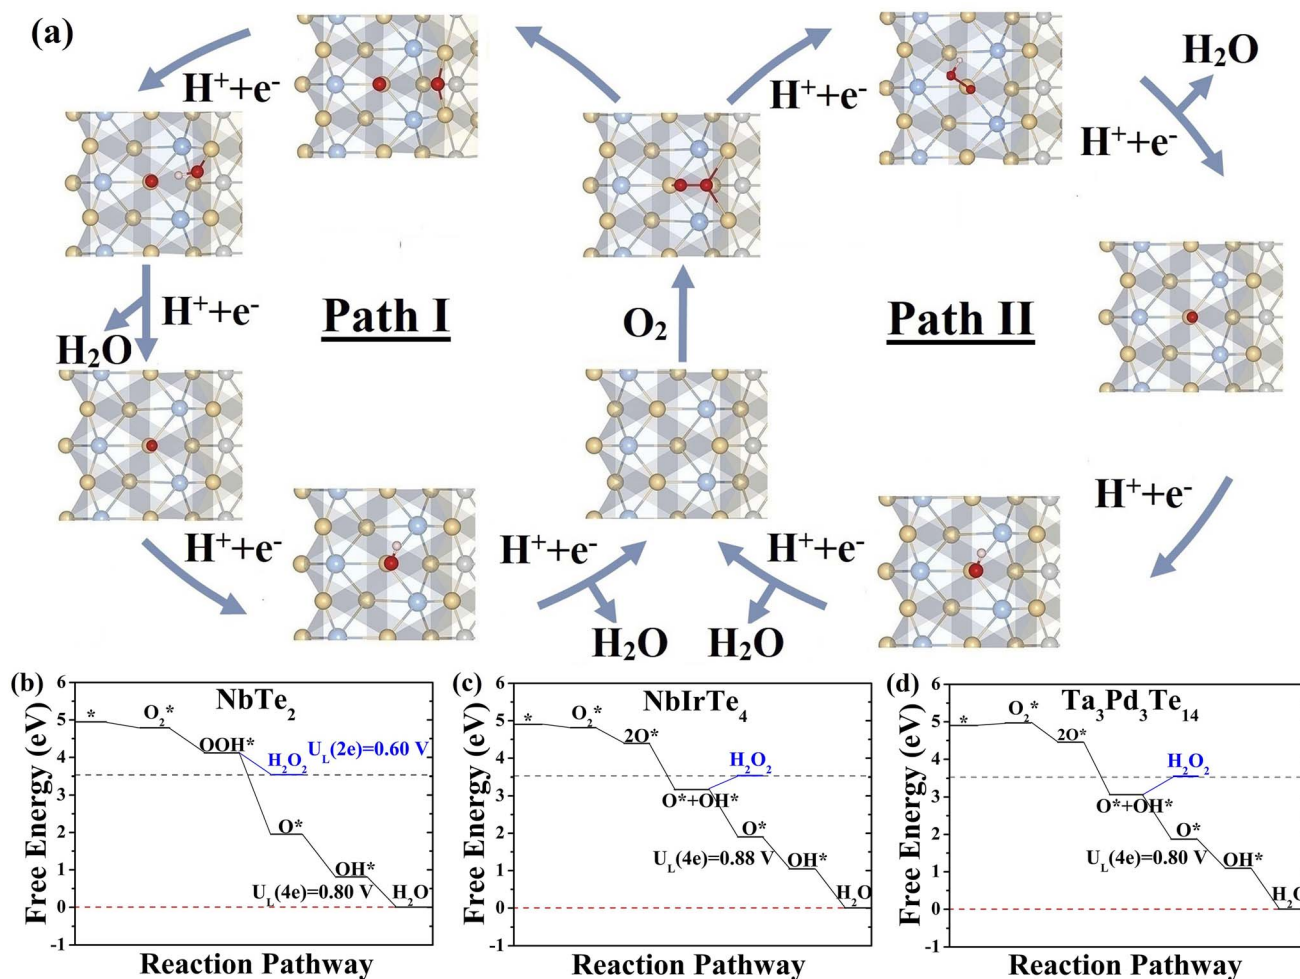 (a)
H⁺+e⁻
H⁺+e⁻
H₂O
H⁺+e⁻
H⁺+e⁻
H₂O
Path I
O₂
Path II
H⁺+e⁻
H⁺+e⁻
H⁺+e⁻
H⁺+e⁻
H₂O
H₂O
(b)
NbTe₂
Free Energy (eV)
6
5
4
3
2
1
0
-1
*
O₂*
OOH*
H₂O₂
U_L(2e)=0.60 V
O*
OH*
U_L(4e)=0.80 V
H₂O
Reaction Pathway
(c)
NbIrTe₄
Free Energy (eV)
6
5
4
3
2
1
0
-1
*
O₂*
2O*
H₂O₂
O*+OH*
O*
U_L(4e)=0.88 V
OH*
H₂O
Reaction Pathway
(d)
Ta₃Pd₃Te₁₄
Free Energy (eV)
6
5
4
3
2
1
0
-1
*
O₂*
2O*
H₂O₂
O*+OH*
O*
U_L(4e)=0.80 V
OH*
H₂O
Reaction Pathway